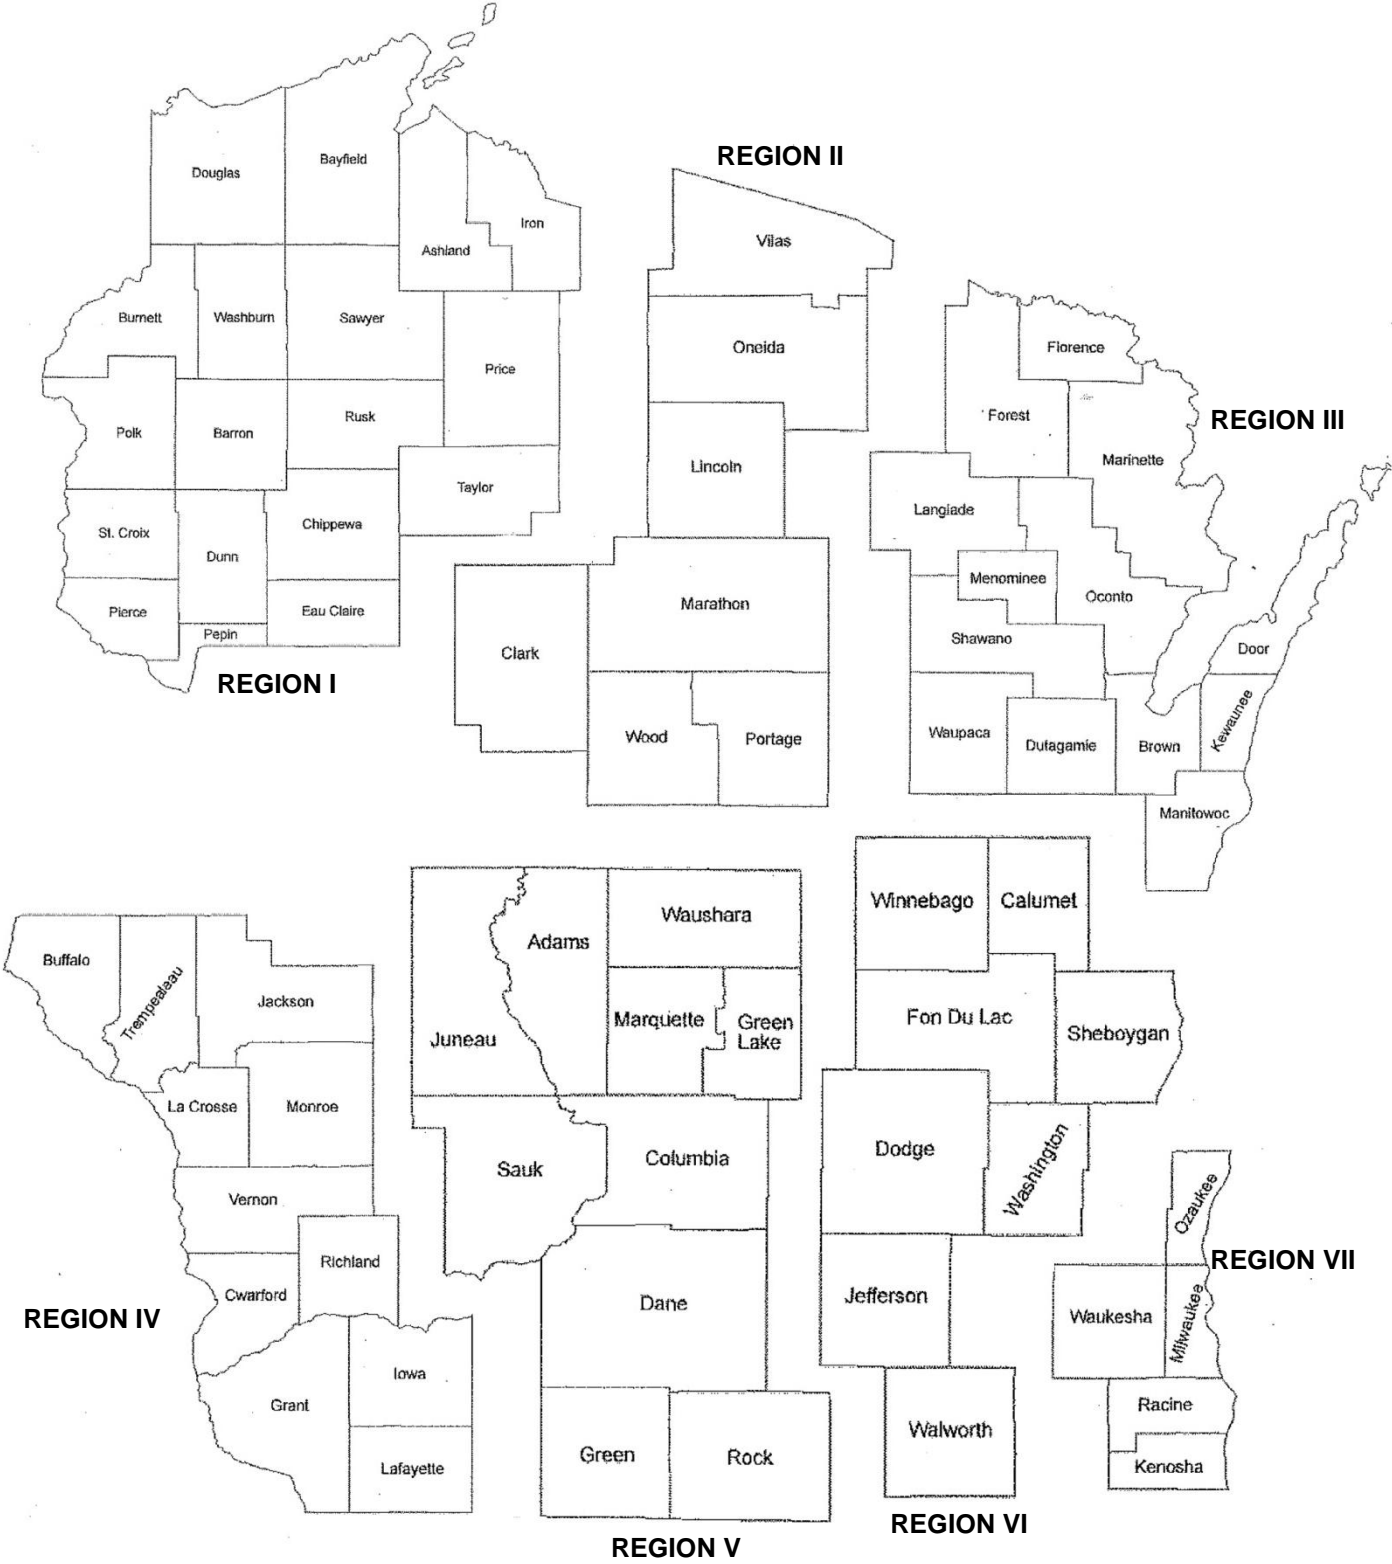 Douglas
Bayfield
Ashland
Iron
Burnett
Washburn
Sawyer
Price
Polk
Barron
Rusk
Taylor
St. Croix
Dunn
Chippewa
Pierce
Pepin
Eau Claire
REGION I
REGION II
Vilas
Oneida
Lincoln
Marathon
Clark
Wood
Portage
Florence
Forest
REGION III
Marinette
Langlade
Menominee
Oconto
Shawano
Door
Waupaca
Outagamie
Brown
Kewaunee
Manitowoc
Buffalo
Trempealeau
Jackson
La Crosse
Monroe
Vernon
Richland
Cwarford
REGION IV
Iowa
Grant
Lafayette
Juneau
Adams
Waushara
Marquette
Green
Lake
Sauk
Columbia
Dane
Green
Rock
REGION V
Winnebago
Calumet
Fon Du Lac
Sheboygan
Dodge
Washington
Jefferson
Walworth
REGION VI
Ozaukee
REGION VII
Waukesha
Milwaukee
Racine
Kenosha